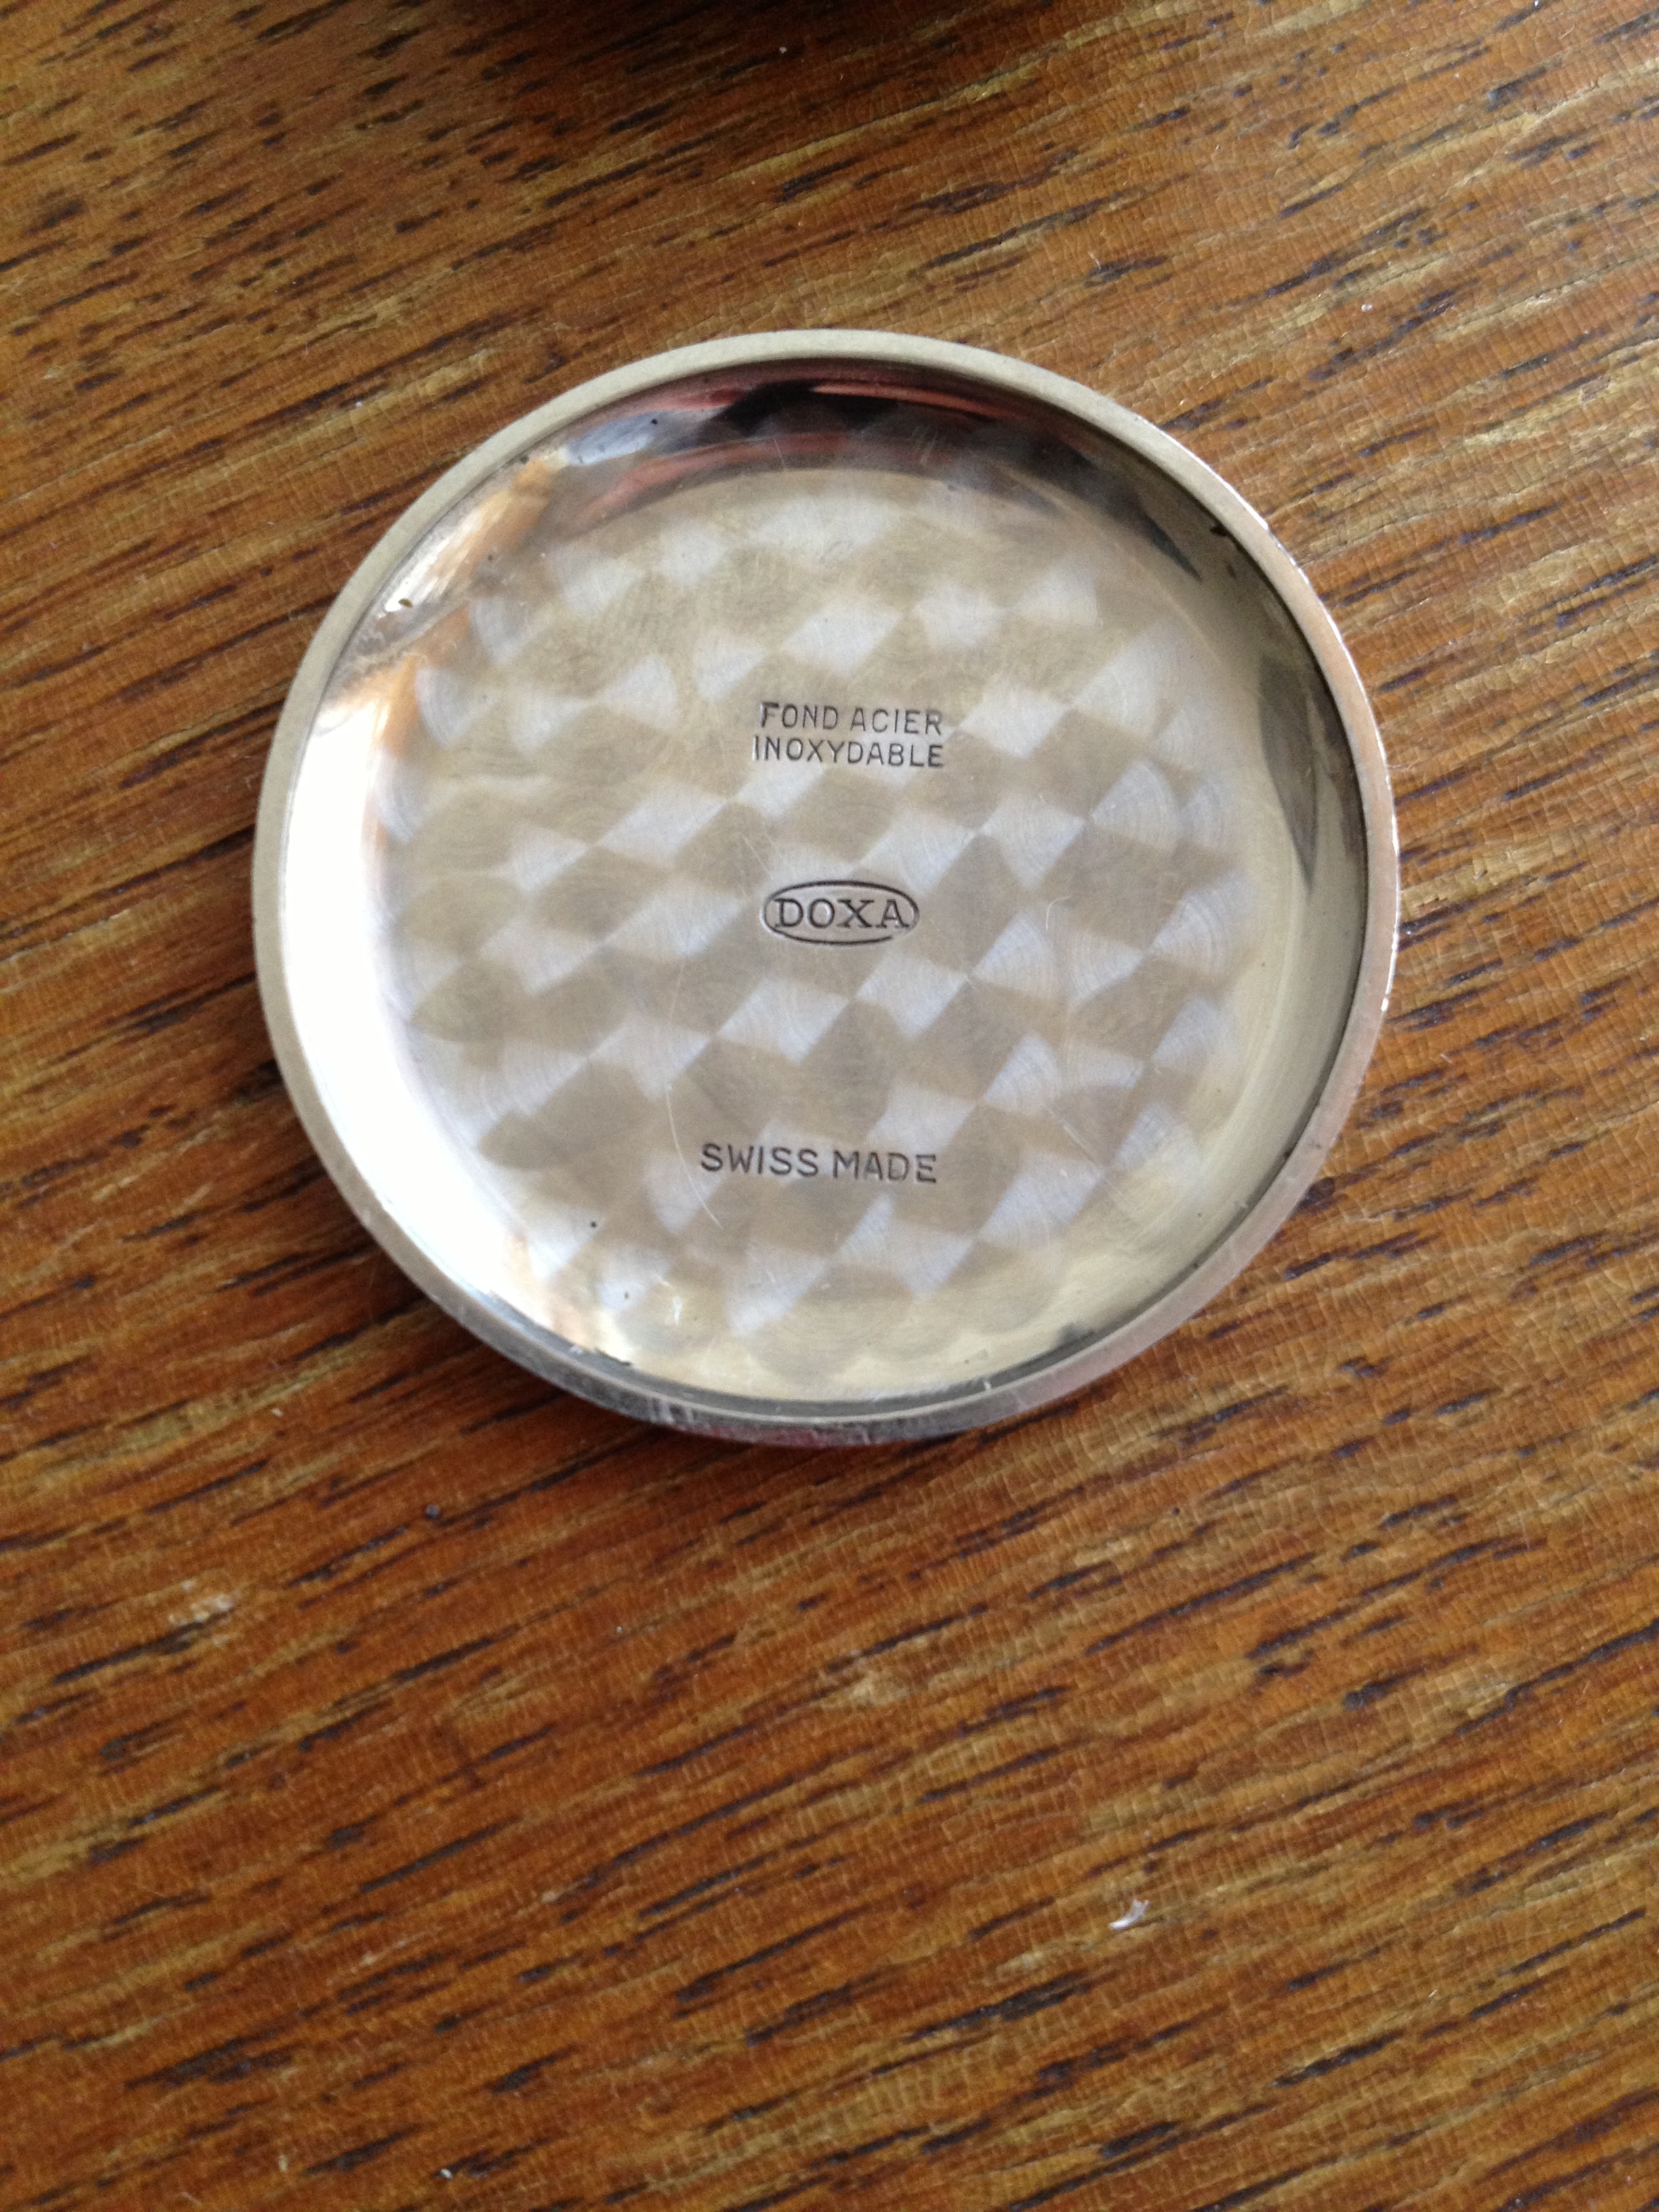 FOND ACIER
INOXYDABLE
DOXA
SWISS MADE